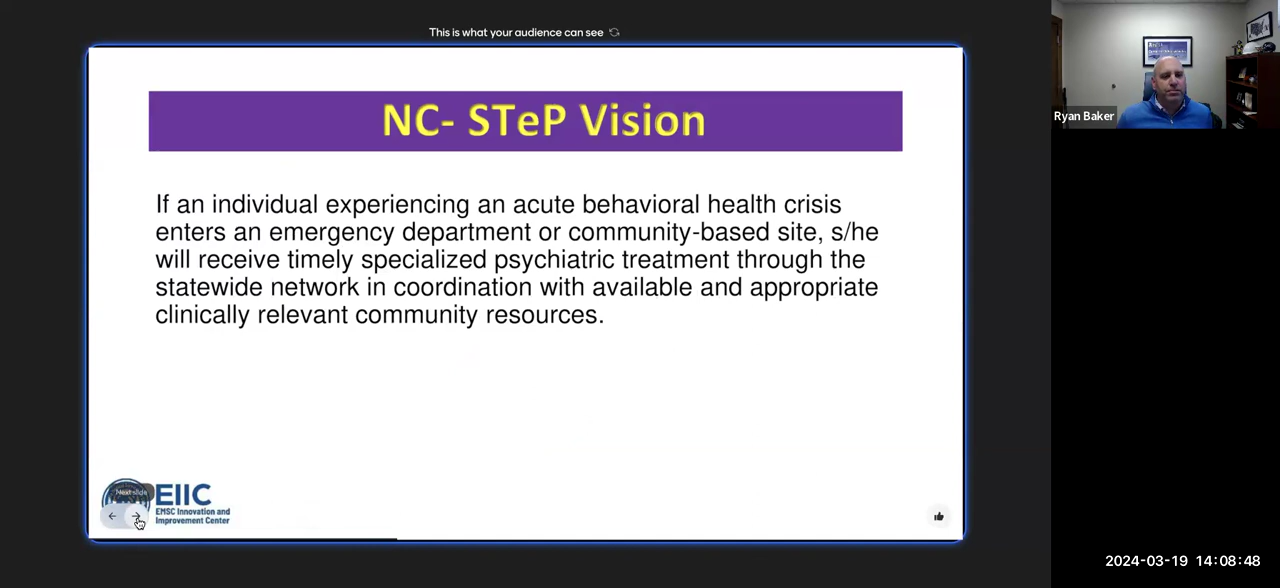 This is what your audience can see
NC- STeP Vision
If an individual experiencing an acute behavioral health crisis
enters an emergency department or community-based site, s/he
will receive timely specialized psychiatric treatment through the
statewide network in coordination with available and appropriate
clinically relevant community resources.
Next slide
EIIC
EMSC Innovation and
Improvement Center
Ryan Baker
2024-03-19 14:08:48